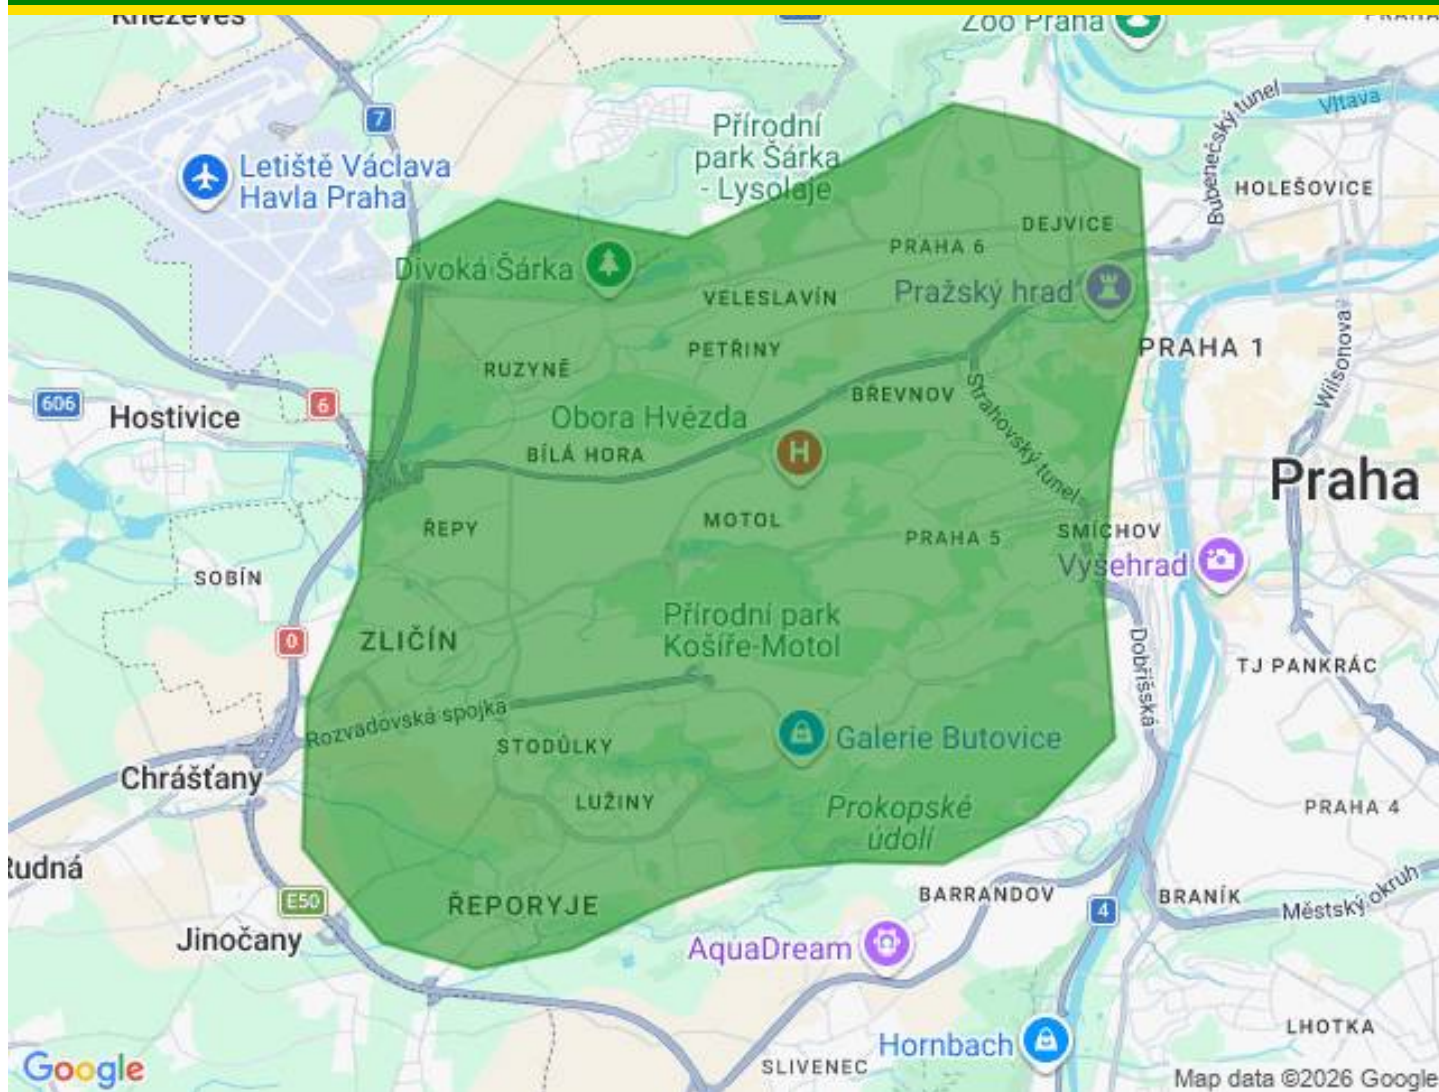 Kněževes
Zoo Praha
7
Letiště Václava
Havla Praha
Přírodní
park Šárka
- Lysolaje
Bubenečský tunel
Vltava
HOLEŠOVICE
DEJVICE
PRAHA 6
Divoká Šárka
VELESLAVÍN
Pražský hrad
PRAHA 1
PETŘINY
RUZYNĚ
606
Hostivice
6
Obora Hvězda
BŘEVNOV
Strahovský tunel
Wilsonova
BÍLÁ HORA
H
Praha
ŘEPY
MOTOL
PRAHA 5
SMÍCHOV
Vyšehrad
SOBÍN
0
ZLIČÍN
Přírodní park
Košíře-Motol
Dobříšská
TJ PANKRÁC
Rozvadovská spojka
STODŮLKY
Galerie Butovice
Chrášťany
LUŽINY
Prokopské
údolí
PRAHA 4
Rudná
E50
ŘEPORYJE
BARRANDOV
4
BRANÍK
Městský okruh
Jinočany
AquaDream
Hornbach
LHOTKA
SLIVENEC
Google
Map data ©2026 Google